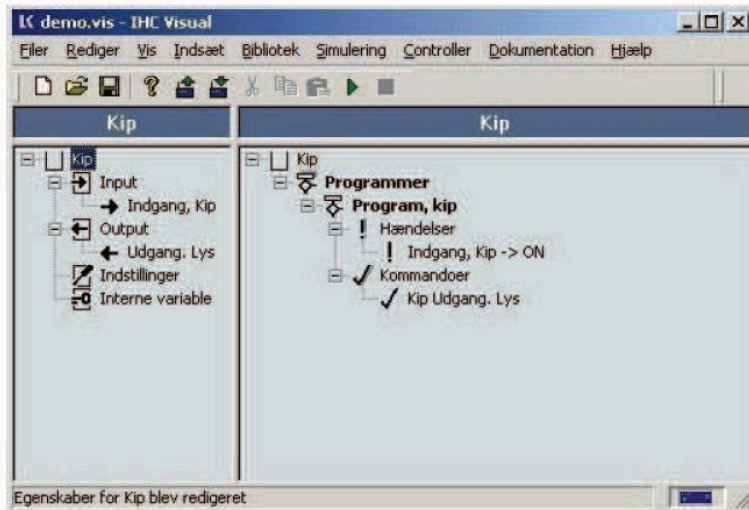 LK demo.vis - IHC Visual
Filer Rediger Vis Indsæt Bibliotek Simulering Controller Dokumentation Hjælp
Kip
Kip
Input
Indgang, Kip
Output
Udgang. Lys
Indstillinger
Interne variable
Kip
Kip
Programmer
Program, kip
Hændelser
Indgang, Kip -> ON
Kommandoer
Kip Udgang. Lys
Egenskaber for Kip blev redigeret